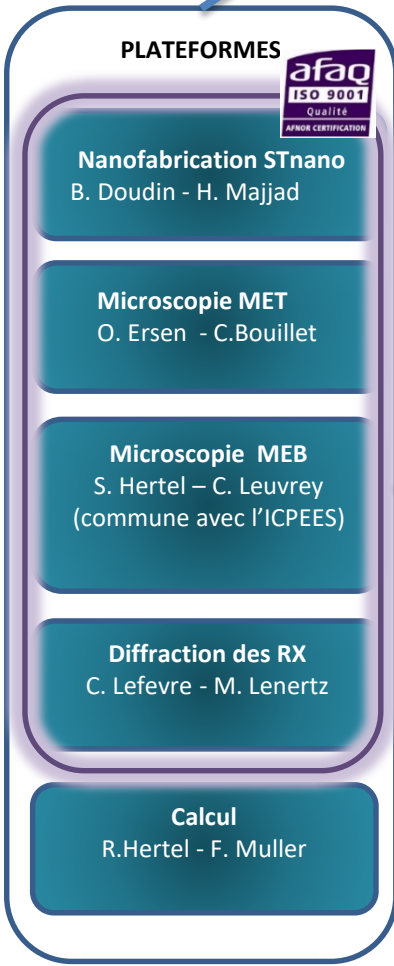 PLATEFORMES
afaq
ISO 9001
Qualité
AFNOR CERTIFICATION
Nanofabrication STnano
B. Doudin - H. Majjad
Microscopie MET
O. Ersen - C.Bouillet
Microscopie MEB
S. Hertel – C. Leuvrey
(commune avec l’ICPEES)
Diffraction des RX
C. Lefevre - M. Lenertz
Calcul
R.Hertel - F. Muller